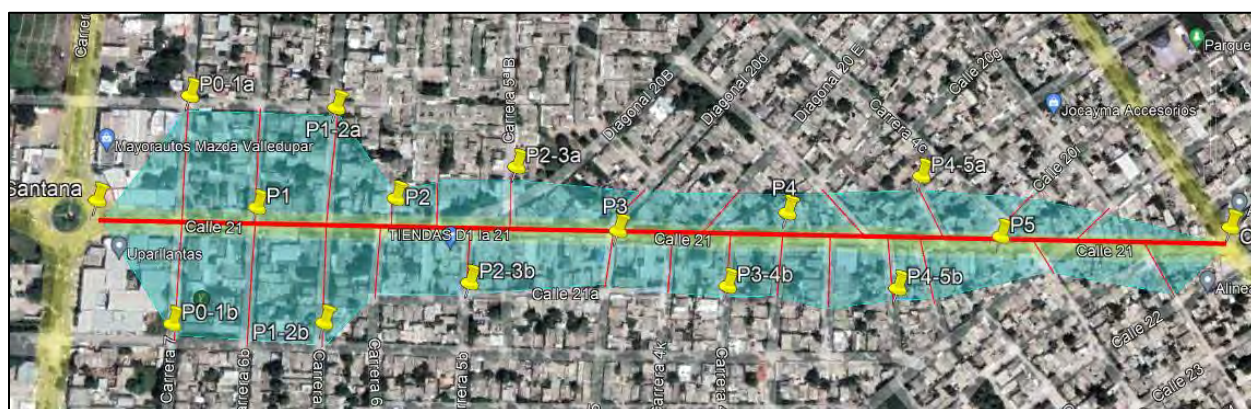 P0-1a
P1-2a
Mayorautos Mazda Valledupar
Santana
P1
P2
Carrera 5ª B
P2-3a
Diagonal 20B
Diagonal 20d
Diagonal 20 E
Carrera 4c
Calle 20g
Parque
Jocayma Accesorios
P4-5a
Calle 20i
P4
P3
P5
Calle 21
TIENDAS D1 la 21
Calle 21
Calle 21
Uparillantas
P2-3b
Calle 21a
P3-4b
P4-5b
P0-1b
P1-2b
Carrera 7
Carrera 6b
Carrera
Carrera 6
Carrera 5b
Carrera 4k
Carrera
Calle 22
Calle 23